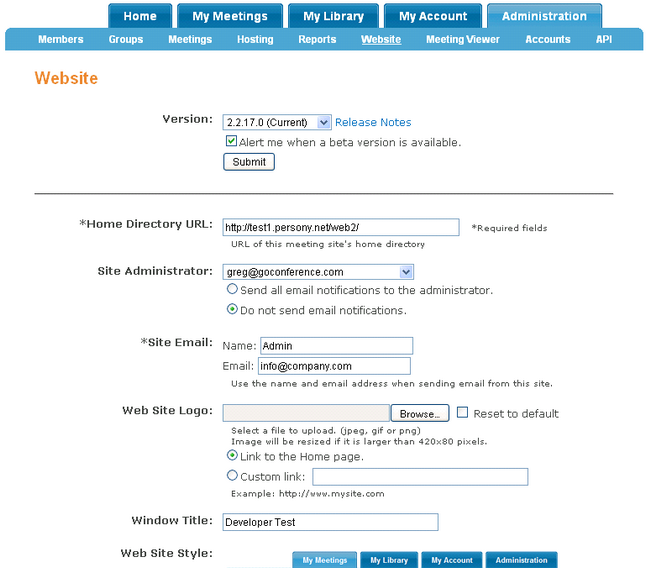 Home My Meetings My Library My Account Administration
Members Groups Meetings Hosting Reports Website Meeting Viewer Accounts API
Website
Version: 2.2.17.0 (Current) Release Notes
Alert me when a beta version is available.
Submit
*Home Directory URL: http://test1.persony.net/web2/ *Required fields
URL of this meeting site's home directory
Site Administrator: greg@goconference.com
Send all email notifications to the administrator.
Do not send email notifications.
*Site Email: Name: Admin
Email: info@company.com
Use the name and email address when sending email from this site.
Web Site Logo: Browse... Reset to default
Select a file to upload. (jpeg, gif or png)
Image will be resized if it is larger than 420x80 pixels.
Link to the Home page.
Custom link:
Example: http://www.mysite.com
Window Title: Developer Test
Web Site Style: My Meetings My Library My Account Administration